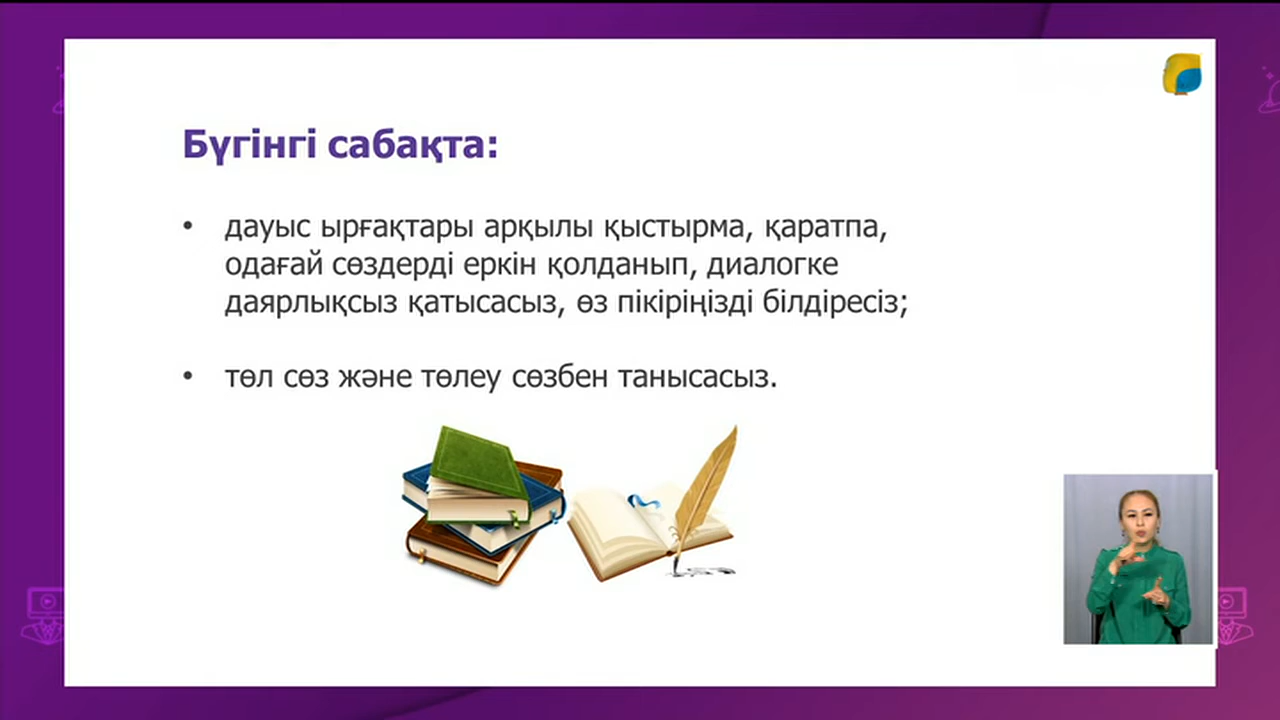 Бүгінгі сабақта:
• дауыс ырғақтары арқылы қыстырма, қаратпа,
одағай сөздерді еркін қолданып, диалогке
даярлықсыз қатысасыз, өз пікіріңізді білдіресіз;
• төл сөз және төлеу сөзбен танысасыз.